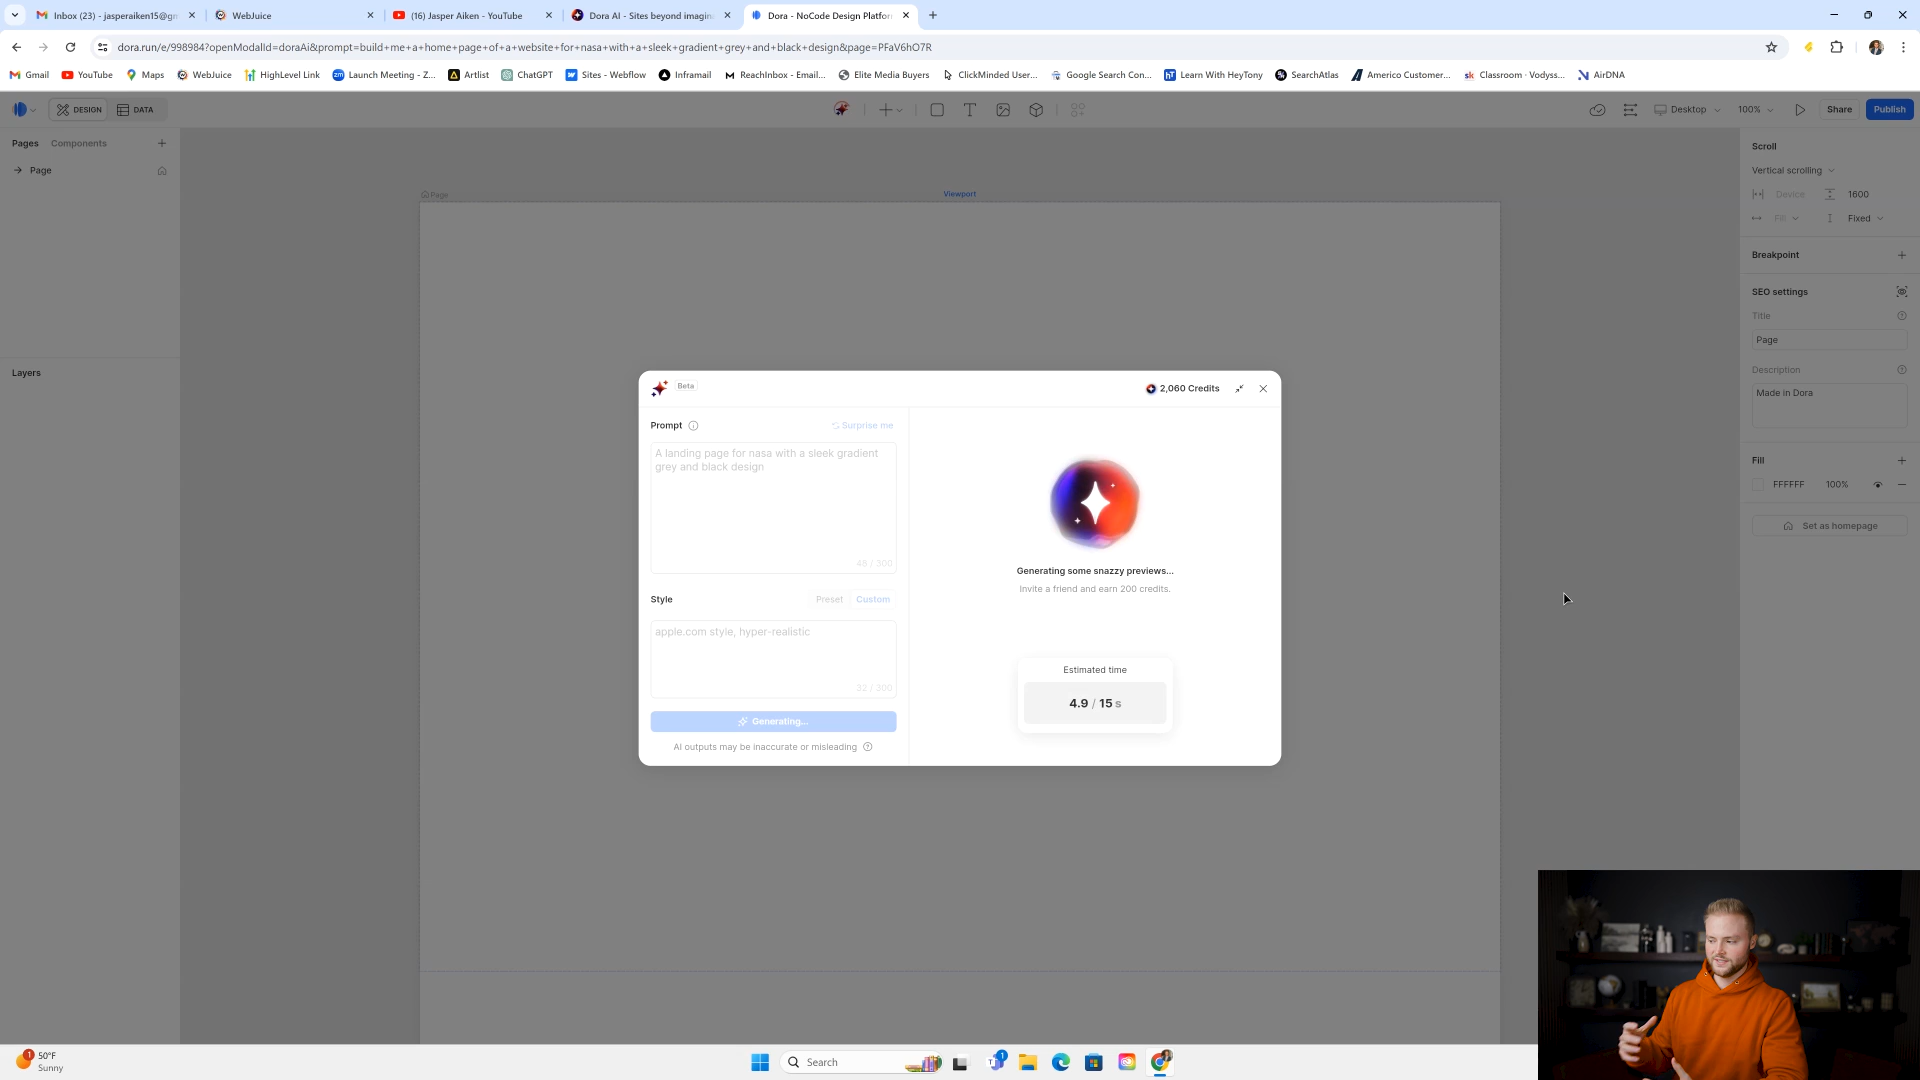 Inbox (23) - jasperaiken15@gm
WebJuice
(16) Jasper Aiken - YouTube
Dora AI - Sites beyond imagin
Dora - NoCode Design Platfor
dora.run/e/998984?openModalId=doraAi&prompt=build+me+a+home+page+of+a+website+for+nasa+with+a+sleek+gradient+grey+and+black+design&page=PFaV6hO7R
Gmail
YouTube
Maps
WebJuice
HighLevel Link
Launch Meeting - Z...
Artlist
ChatGPT
Sites - Webflow
Inframail
ReachInbox - Email...
Elite Media Buyers
ClickMinded User...
Google Search Con...
Learn With HeyTony
SearchAtlas
Americo Customer...
Classroom · Vodyss...
AirDNA
DESIGN
DATA
Desktop
100%
Share
Publish
Pages
Components
Page
Layers
Page
Viewport
Beta
2,060 Credits
Prompt
Surprise me
A landing page for nasa with a sleek gradient
grey and black design
48 / 300
Style
Preset
Custom
apple.com style, hyper-realistic
32 / 300
Generating...
AI outputs may be inaccurate or misleading
Generating some snazzy previews...
Invite a friend and earn 200 credits.
Estimated time
4.9 / 15 s
Scroll
Vertical scrolling
Device
1600
Fill
Fixed
Breakpoint
SEO settings
Title
Page
Description
Made in Dora
Fill
FFFFFF
100%
Set as homepage
1
50°F
Sunny
Search
1